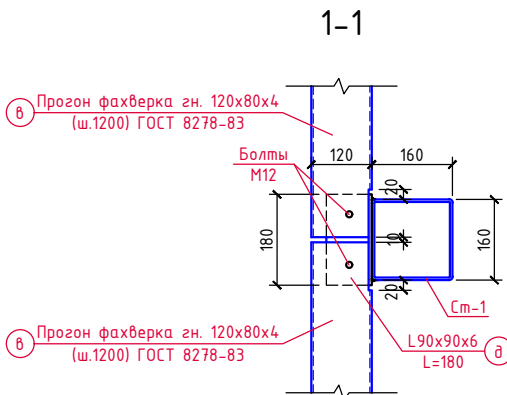 1-1
Прогон фахверка гн. 120х80х4
в
(ш.1200) ГОСТ 8278-83
120
160
Болты
М12
20
180
10
160
20
Ст-1
Прогон фахверка гн. 120х80х4
в
(ш.1200) ГОСТ 8278-83
L90х90х6
L=180
д